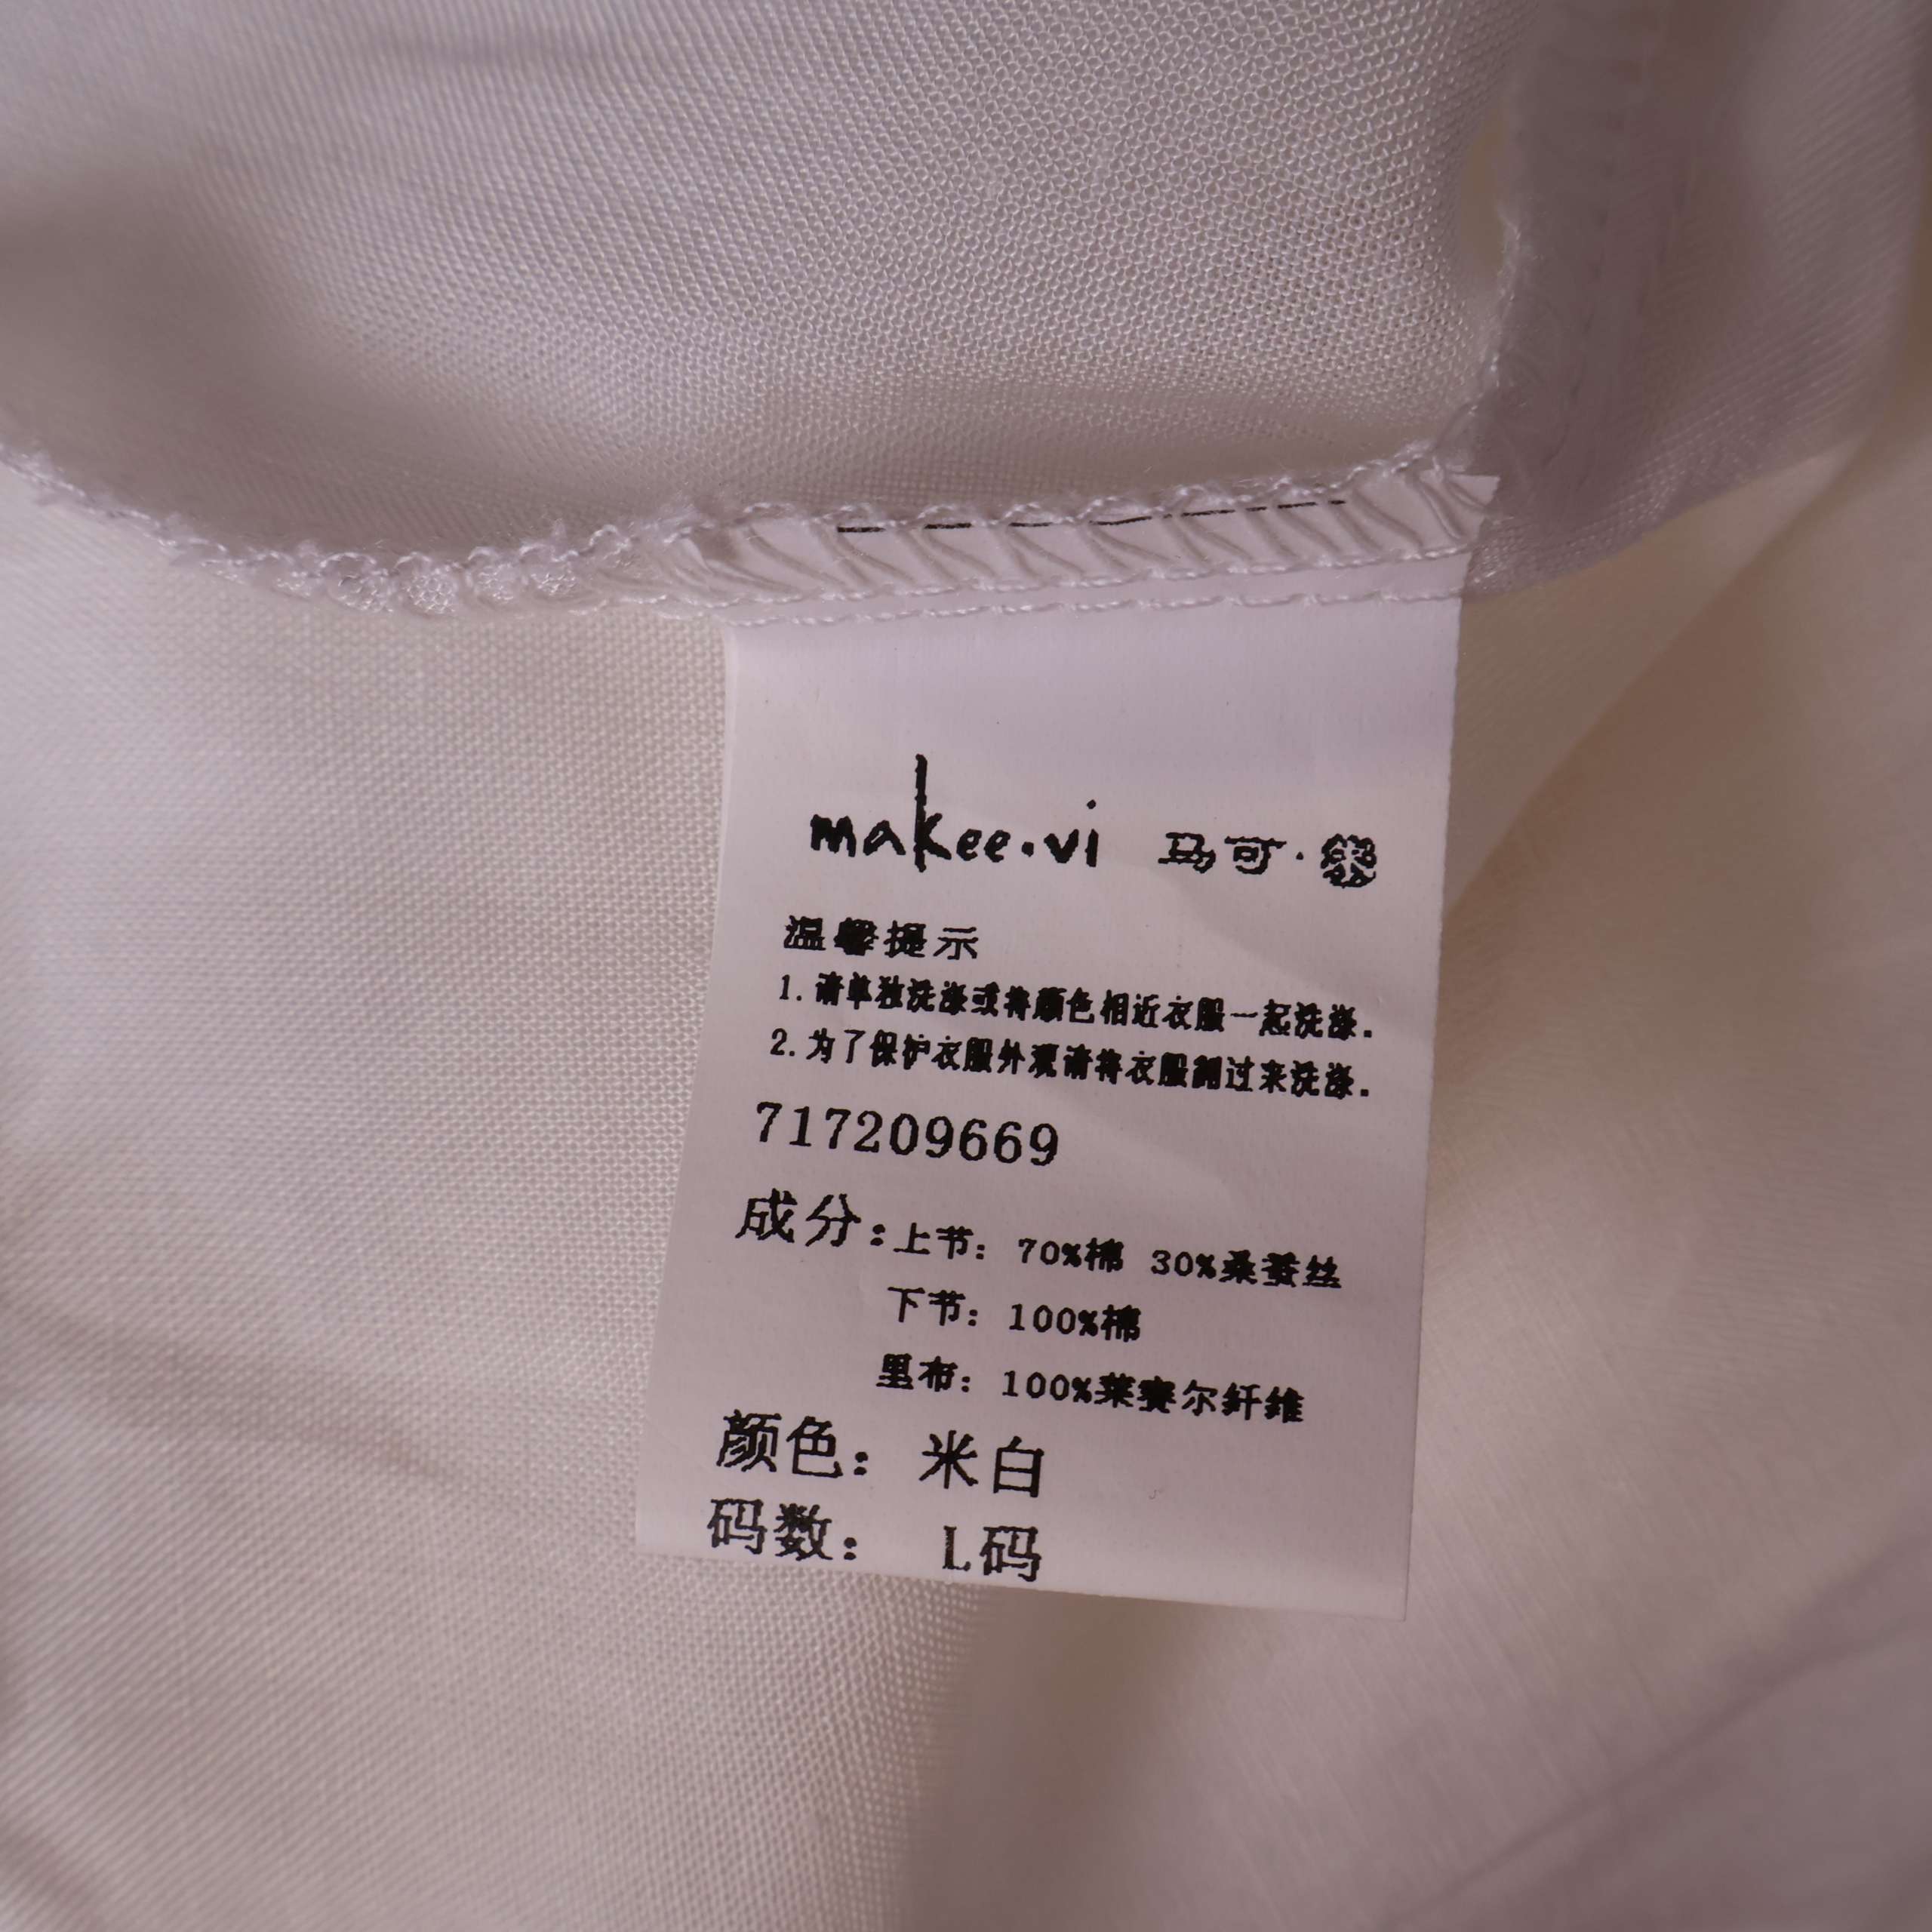 makee.vi 马可·
温馨提示
1.请单独洗涤或将颜色相近衣服一起洗涤.
2.为了保护衣服外观请将衣服翻过来洗涤.
717209669
成分:上节: 70%棉 30%桑蚕丝
下节: 100%棉
里布: 100%莱赛尔纤维
颜色: 米白
码数: L码